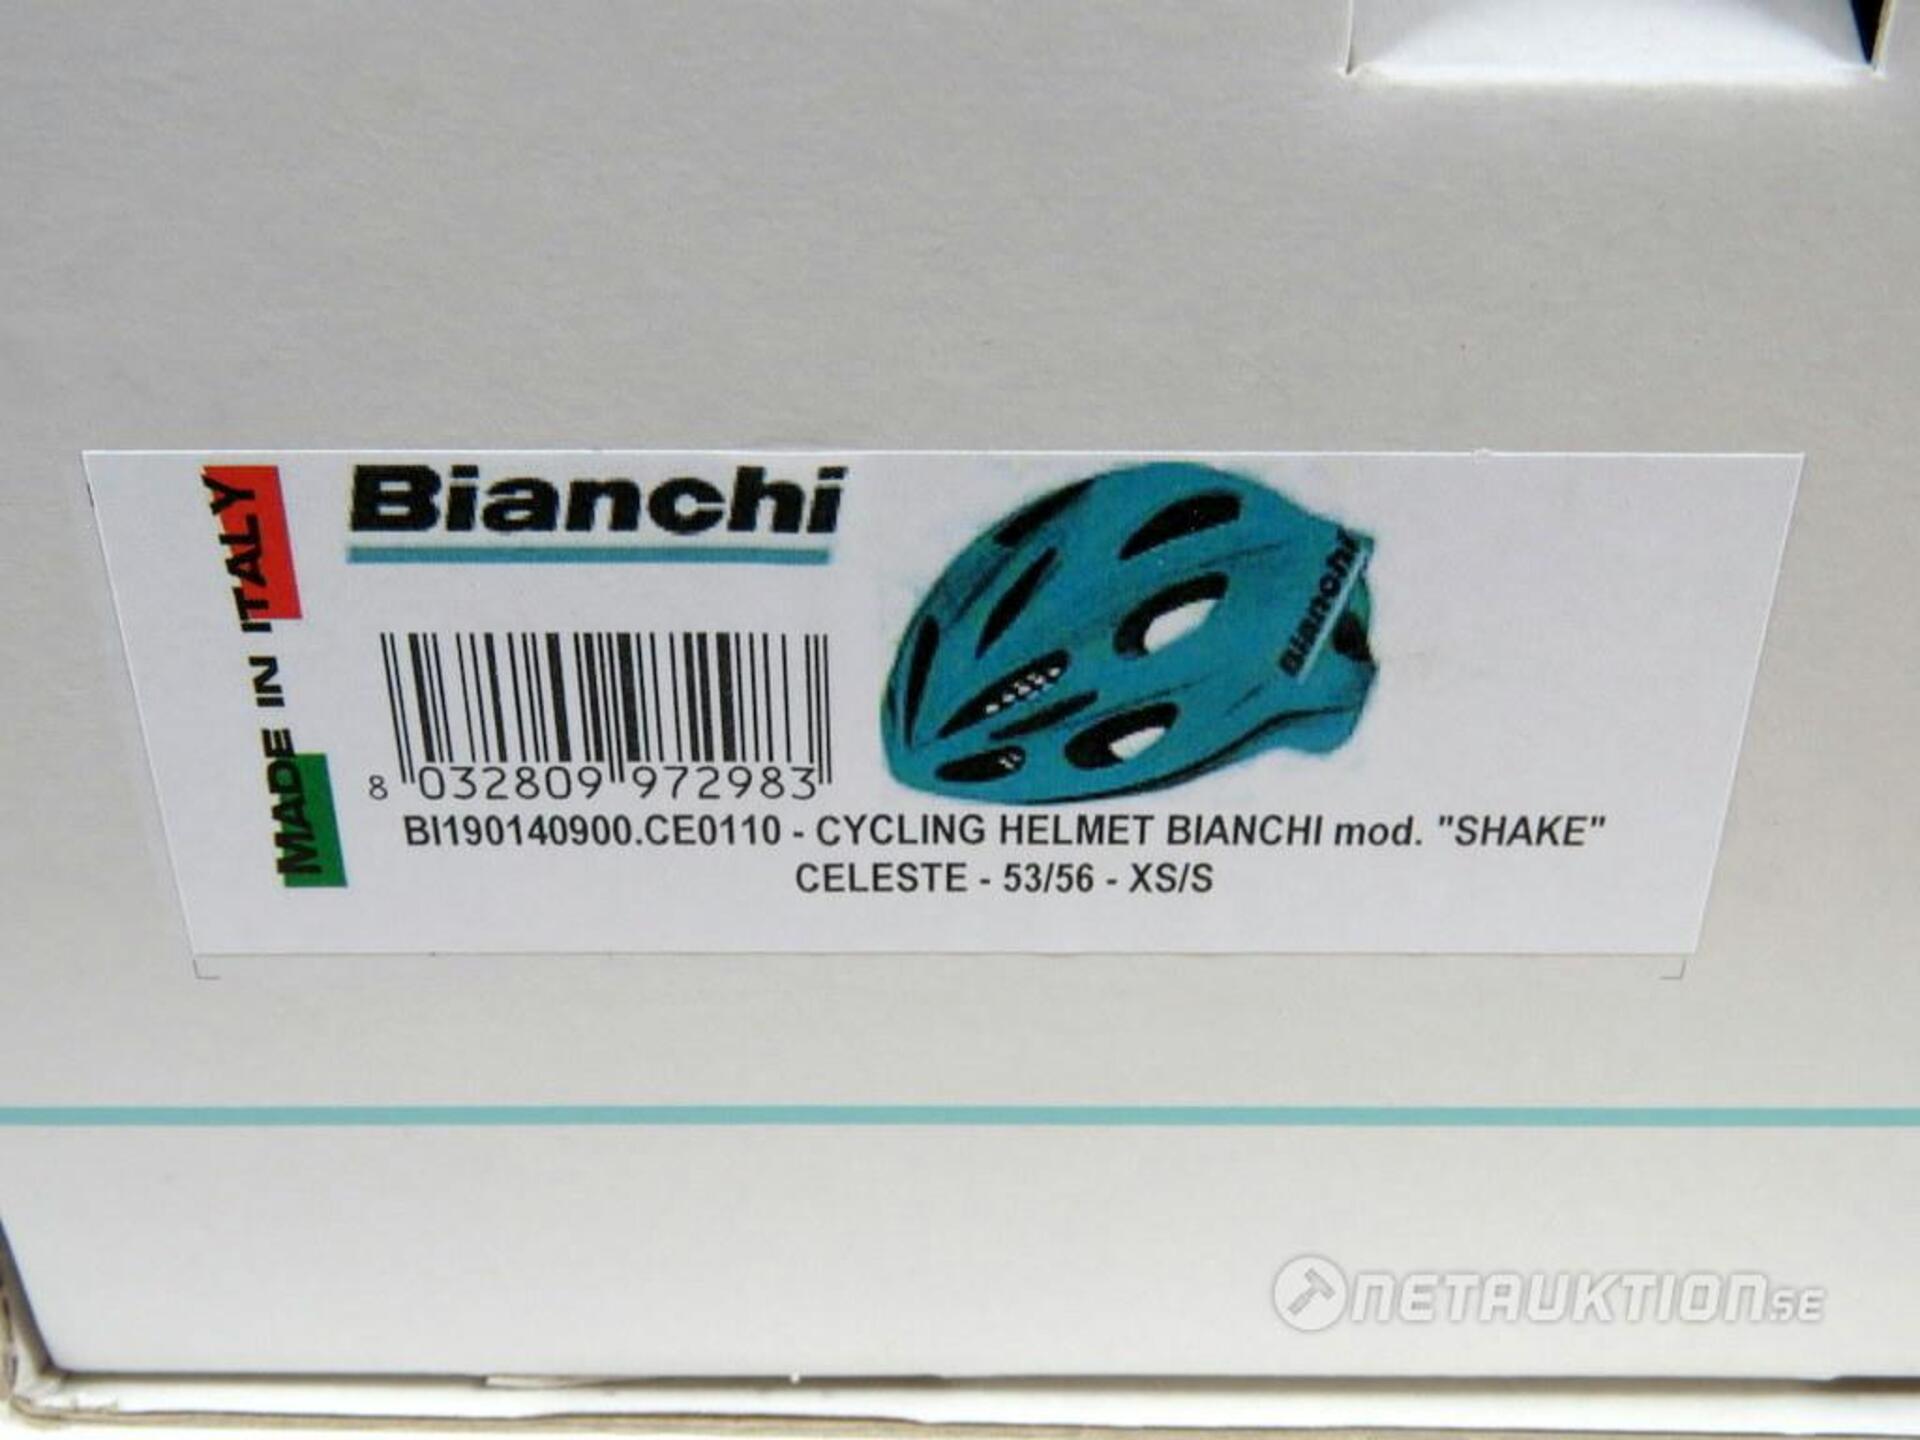 MADE IN ITALY
Bianchi
Bianchi
8 032809 972983
BI190140900.CE0110 - CYCLING HELMET BIANCHI mod. "SHAKE"
CELESTE - 53/56 - XS/S
NETAUKTION.SE